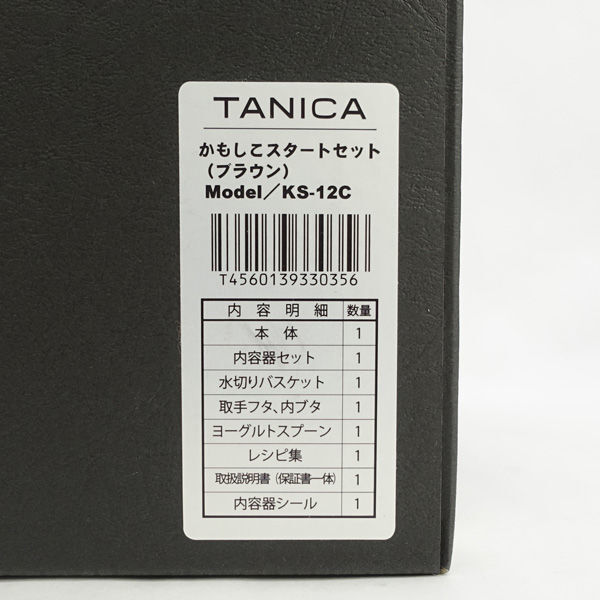 TANICA
かもしこスタートセット
（ブラウン）
Model／KS-12C
T4560139330356
内容明細 数量
本体 1
内容器セット 1
水切りバスケット 1
取手フタ、内ブタ 1
ヨーグルトスプーン 1
レシピ集 1
取扱説明書（保証書一体） 1
内容器シール 1